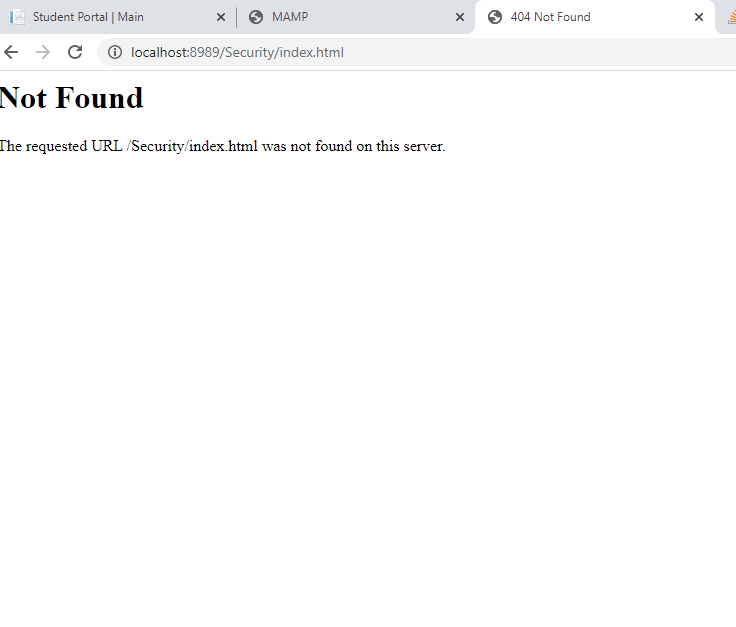 Student Portal | Main
MAMP
404 Not Found
localhost:8989/Security/index.html
Not Found
The requested URL /Security/index.html was not found on this server.